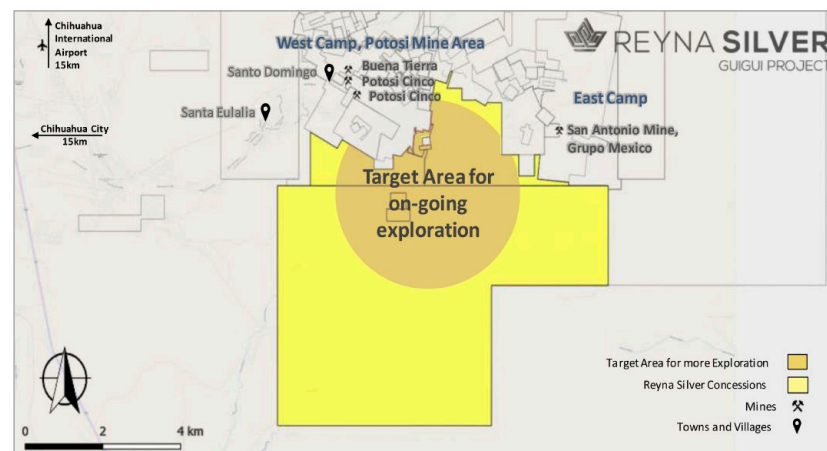 Chihuahua
International
Airport
15km
West Camp, Potosi Mine Area
REYNA SILVER
GUIGUI PROJECT
Santo Domingo
Buena Tierra
Potosi Cinco
Potosi Cinco
East Camp
Santa Eulalia
Chihuahua City
15km
San Antonio Mine,
Grupo Mexico
Target Area for
on-going
exploration
Target Area for more Exploration
Reyna Silver Concessions
Mines
Towns and Villages
0 2 4 km